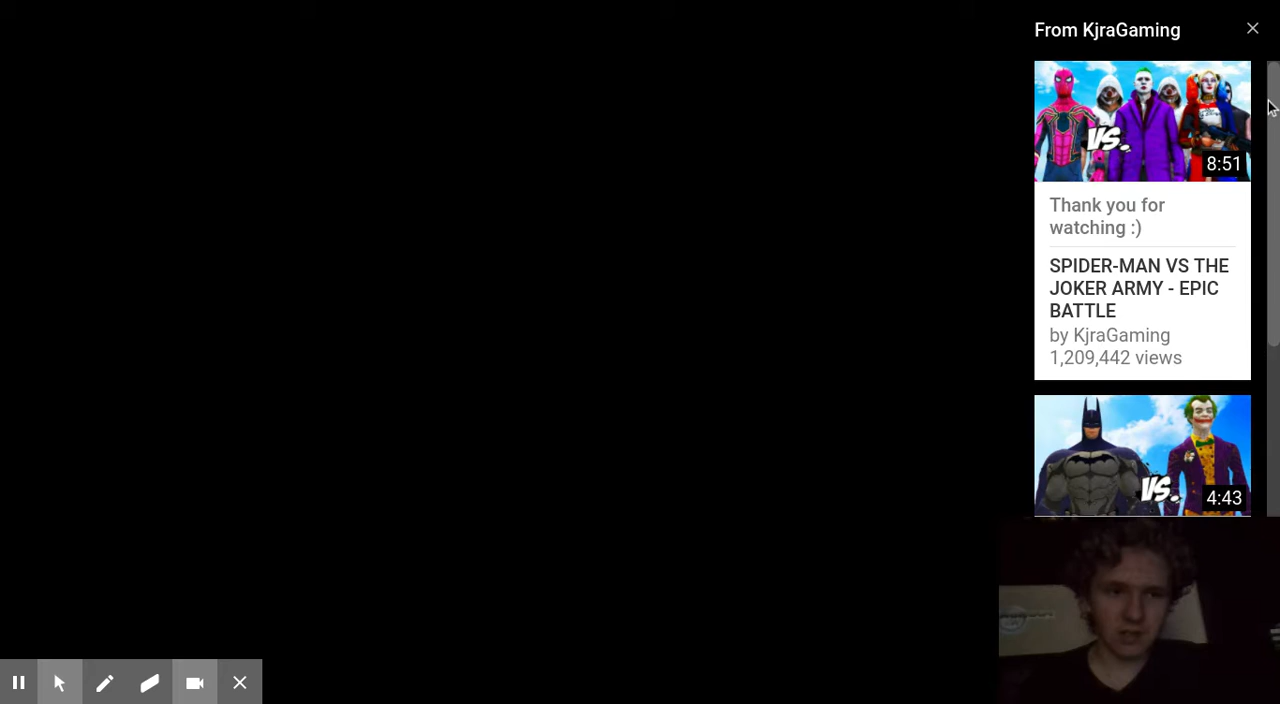 From KjraGaming
VS.
8:51
Thank you for
watching :)
SPIDER-MAN VS THE
JOKER ARMY - EPIC
BATTLE
by KjraGaming
1,209,442 views
VS.
4:43